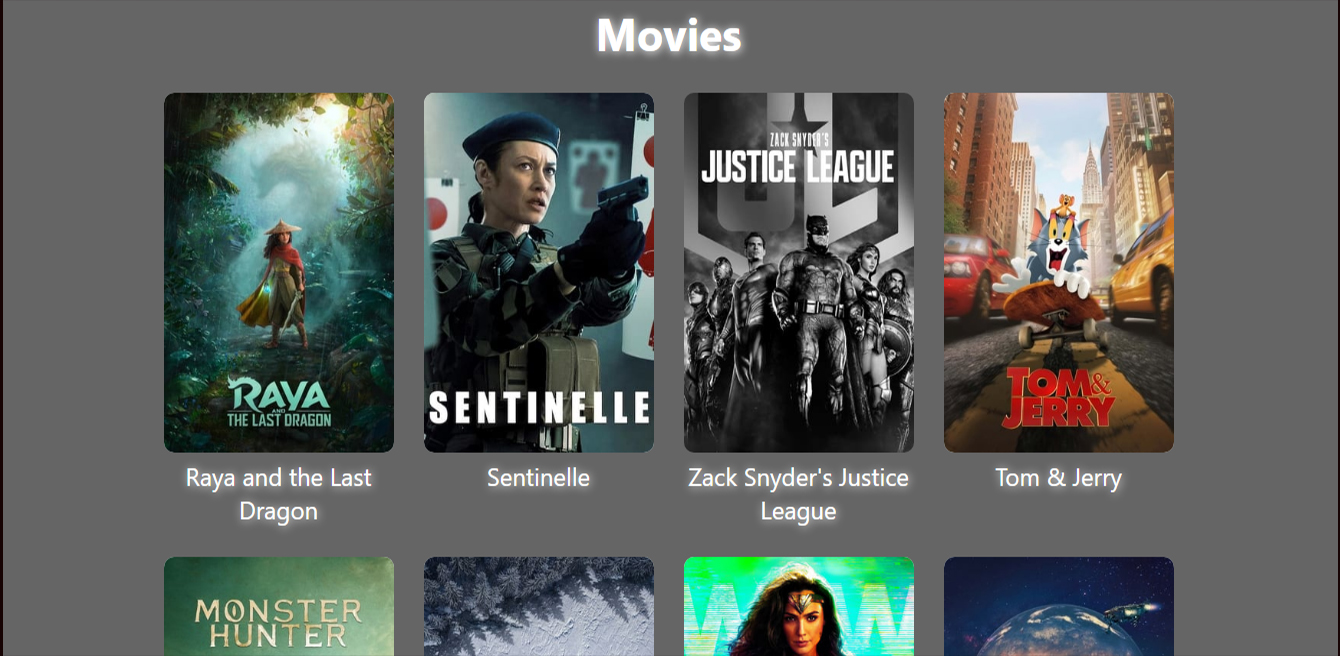 Movies
RAYA
AND
THE LAST DRAGON
SENTINELLE
ZACK SNYDER'S
JUSTICE LEAGUE
TOM &
JERRY
Raya and the Last
Dragon
Sentinelle
Zack Snyder's Justice
League
Tom & Jerry
MONSTER
HUNTER